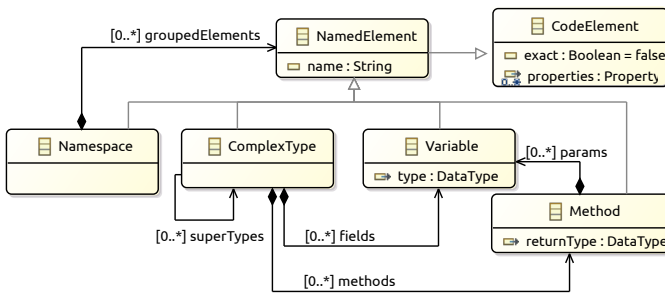 [0..*] groupedElements
NamedElement
name : String
CodeElement
exact : Boolean = false
properties : Property
0..*
Namespace
ComplexType
Variable
type : DataType
[0..*] params
Method
returnType : DataType
[0..*] superTypes
[0..*] fields
[0..*] methods